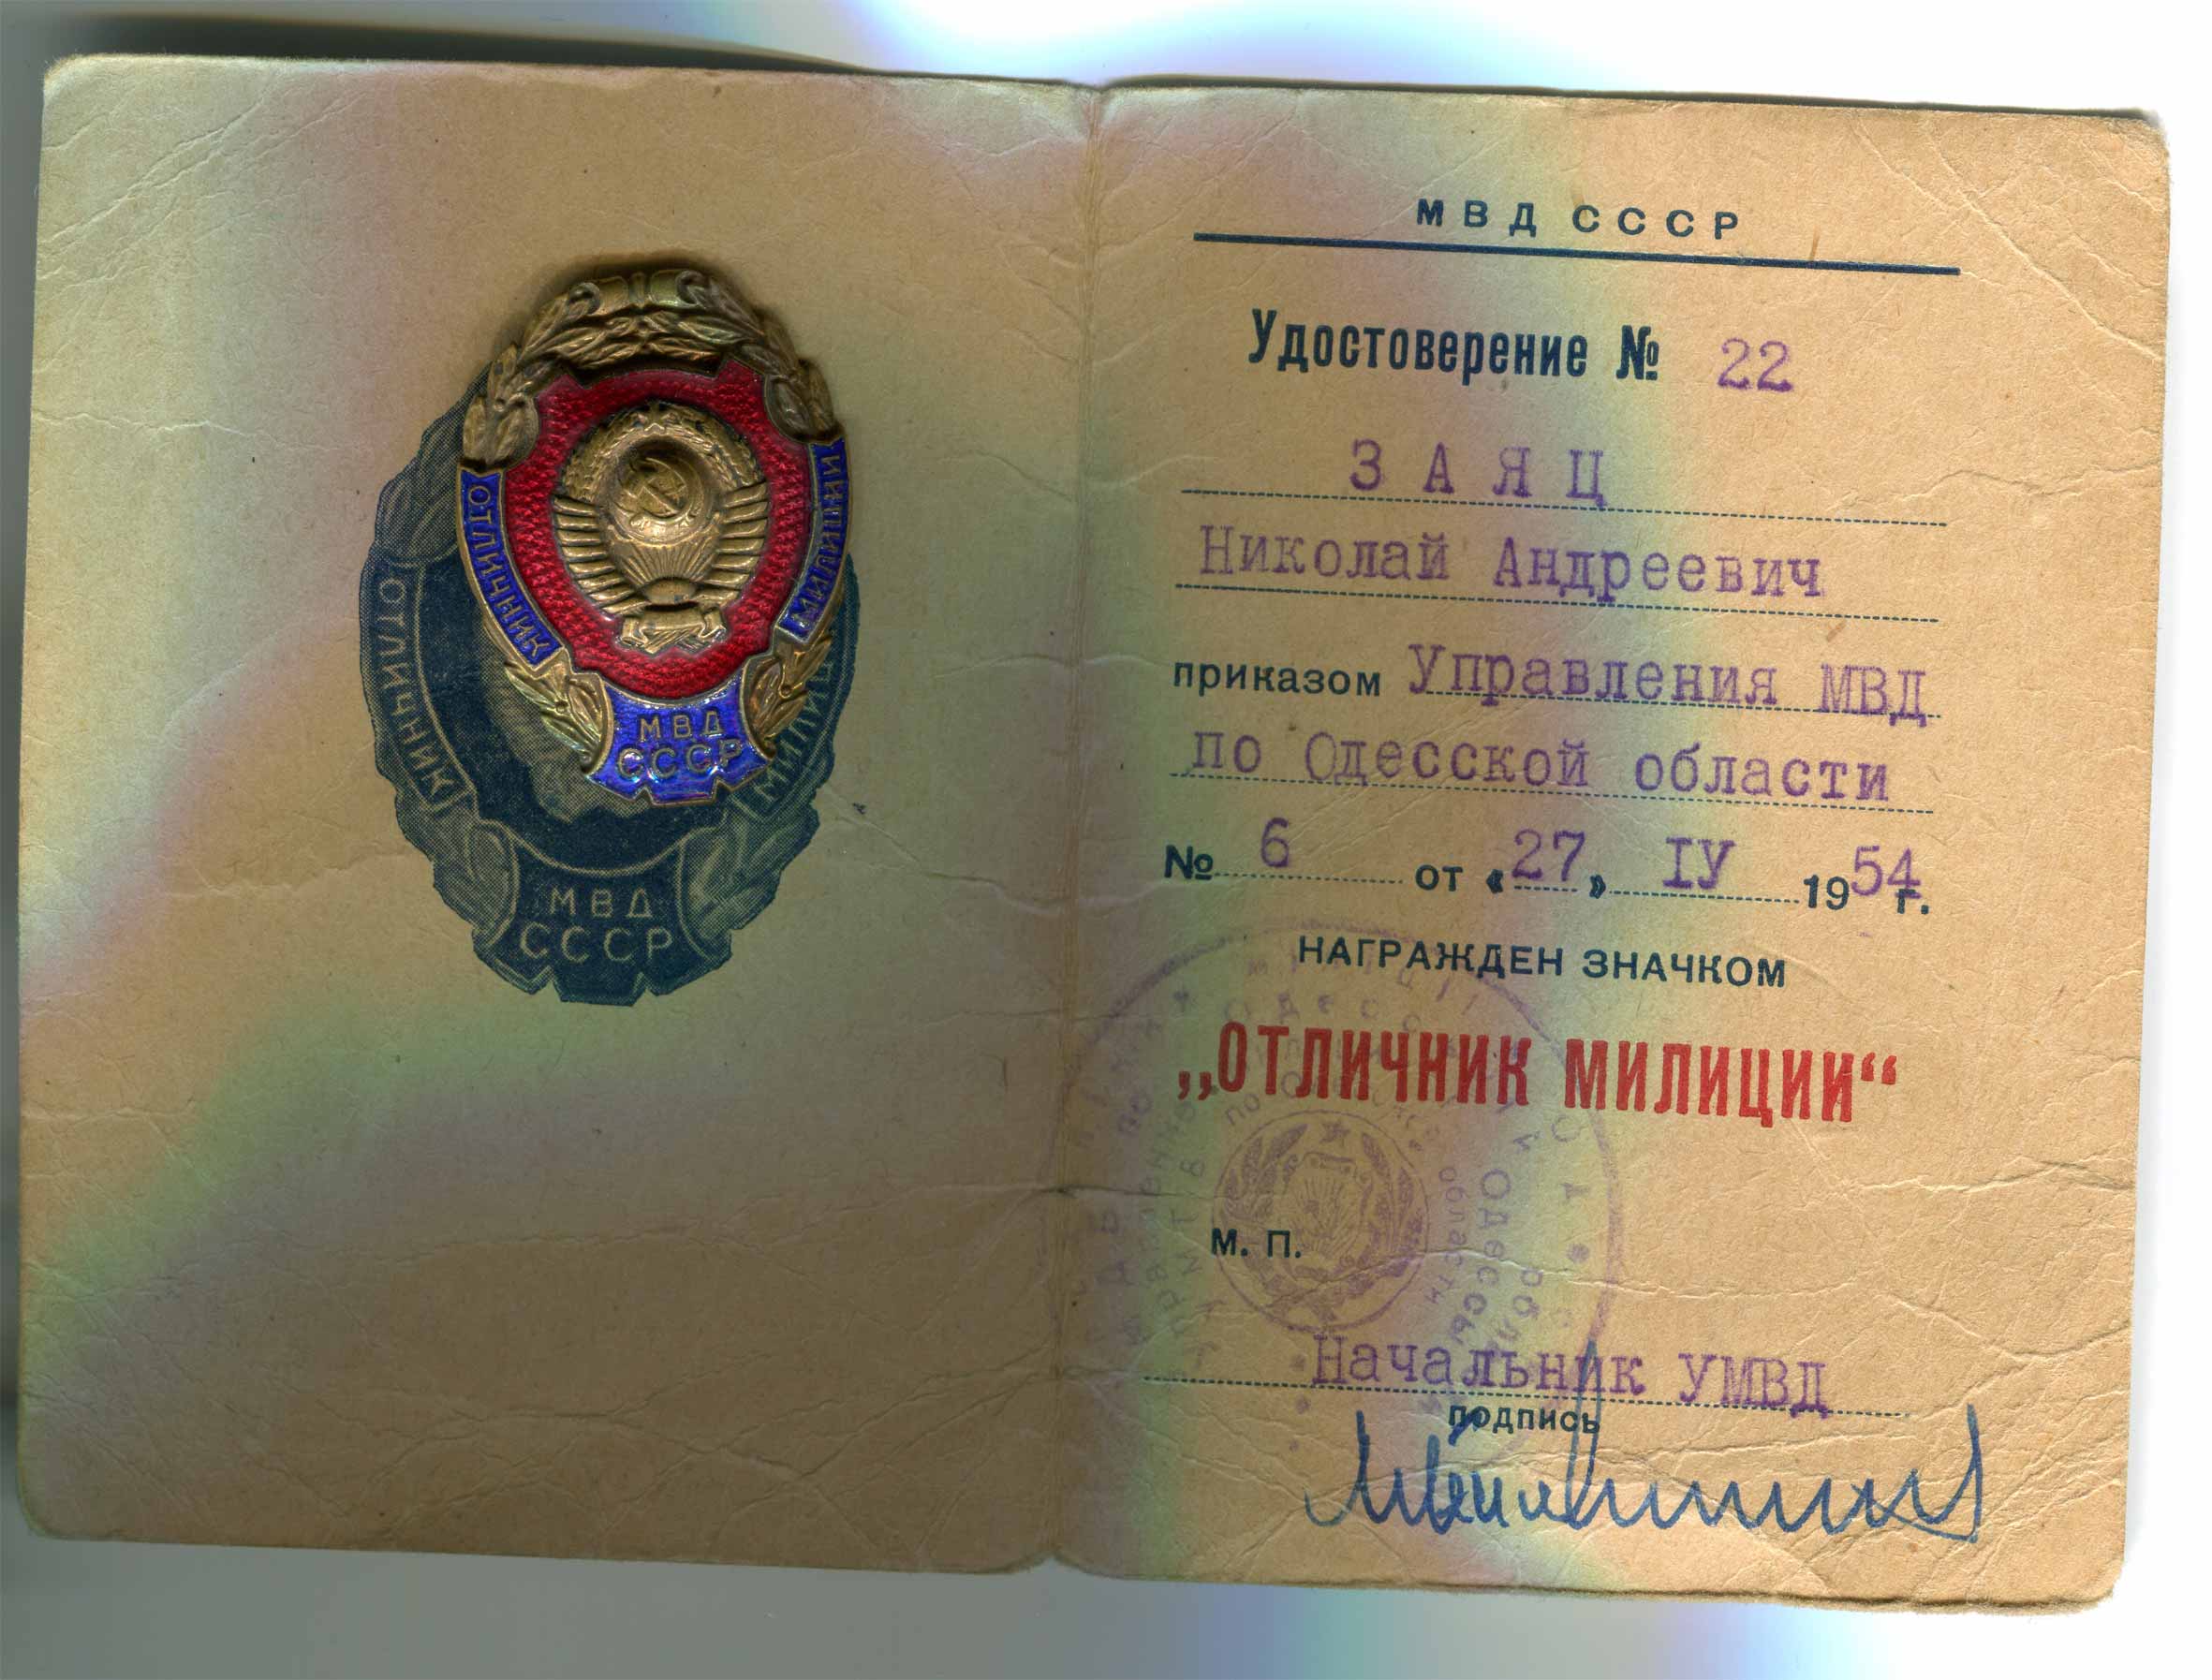 ОТЛИЧНИК
МИЛИЦИИ
МВД
СССР
ОТЛИЧНИК
МИЛИЦ
МВД
СССР
МВД СССР
Удостоверение № 22
ЗАЯЦ
Николай Андреевич
приказом Управления МВД
по Одесской области
№ 6 от «27» IУ 1954 г.
НАГРАЖДЕН ЗНАЧКОМ
„ОТЛИЧНИК МИЛИЦИИ“
М. П.
Начальник УМВД
подпись